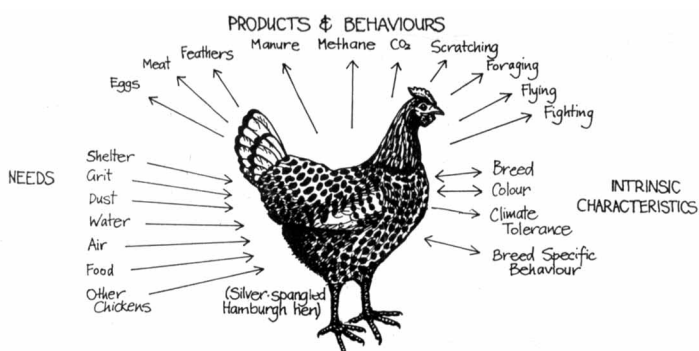 PRODUCTS & BEHAVIOURS
Eggs
Meat
Feathers
Manure
Methane
CO₂
Scratching
Foraging
Flying
Fighting
NEEDS
Shelter
Grit
Dust
Water
Air
Food
Other
Chickens
(Silver-spangled
Hamburgh hen)
INTRINSIC
CHARACTERISTICS
Breed
Colour
Climate
Tolerance
Breed Specific
Behaviour